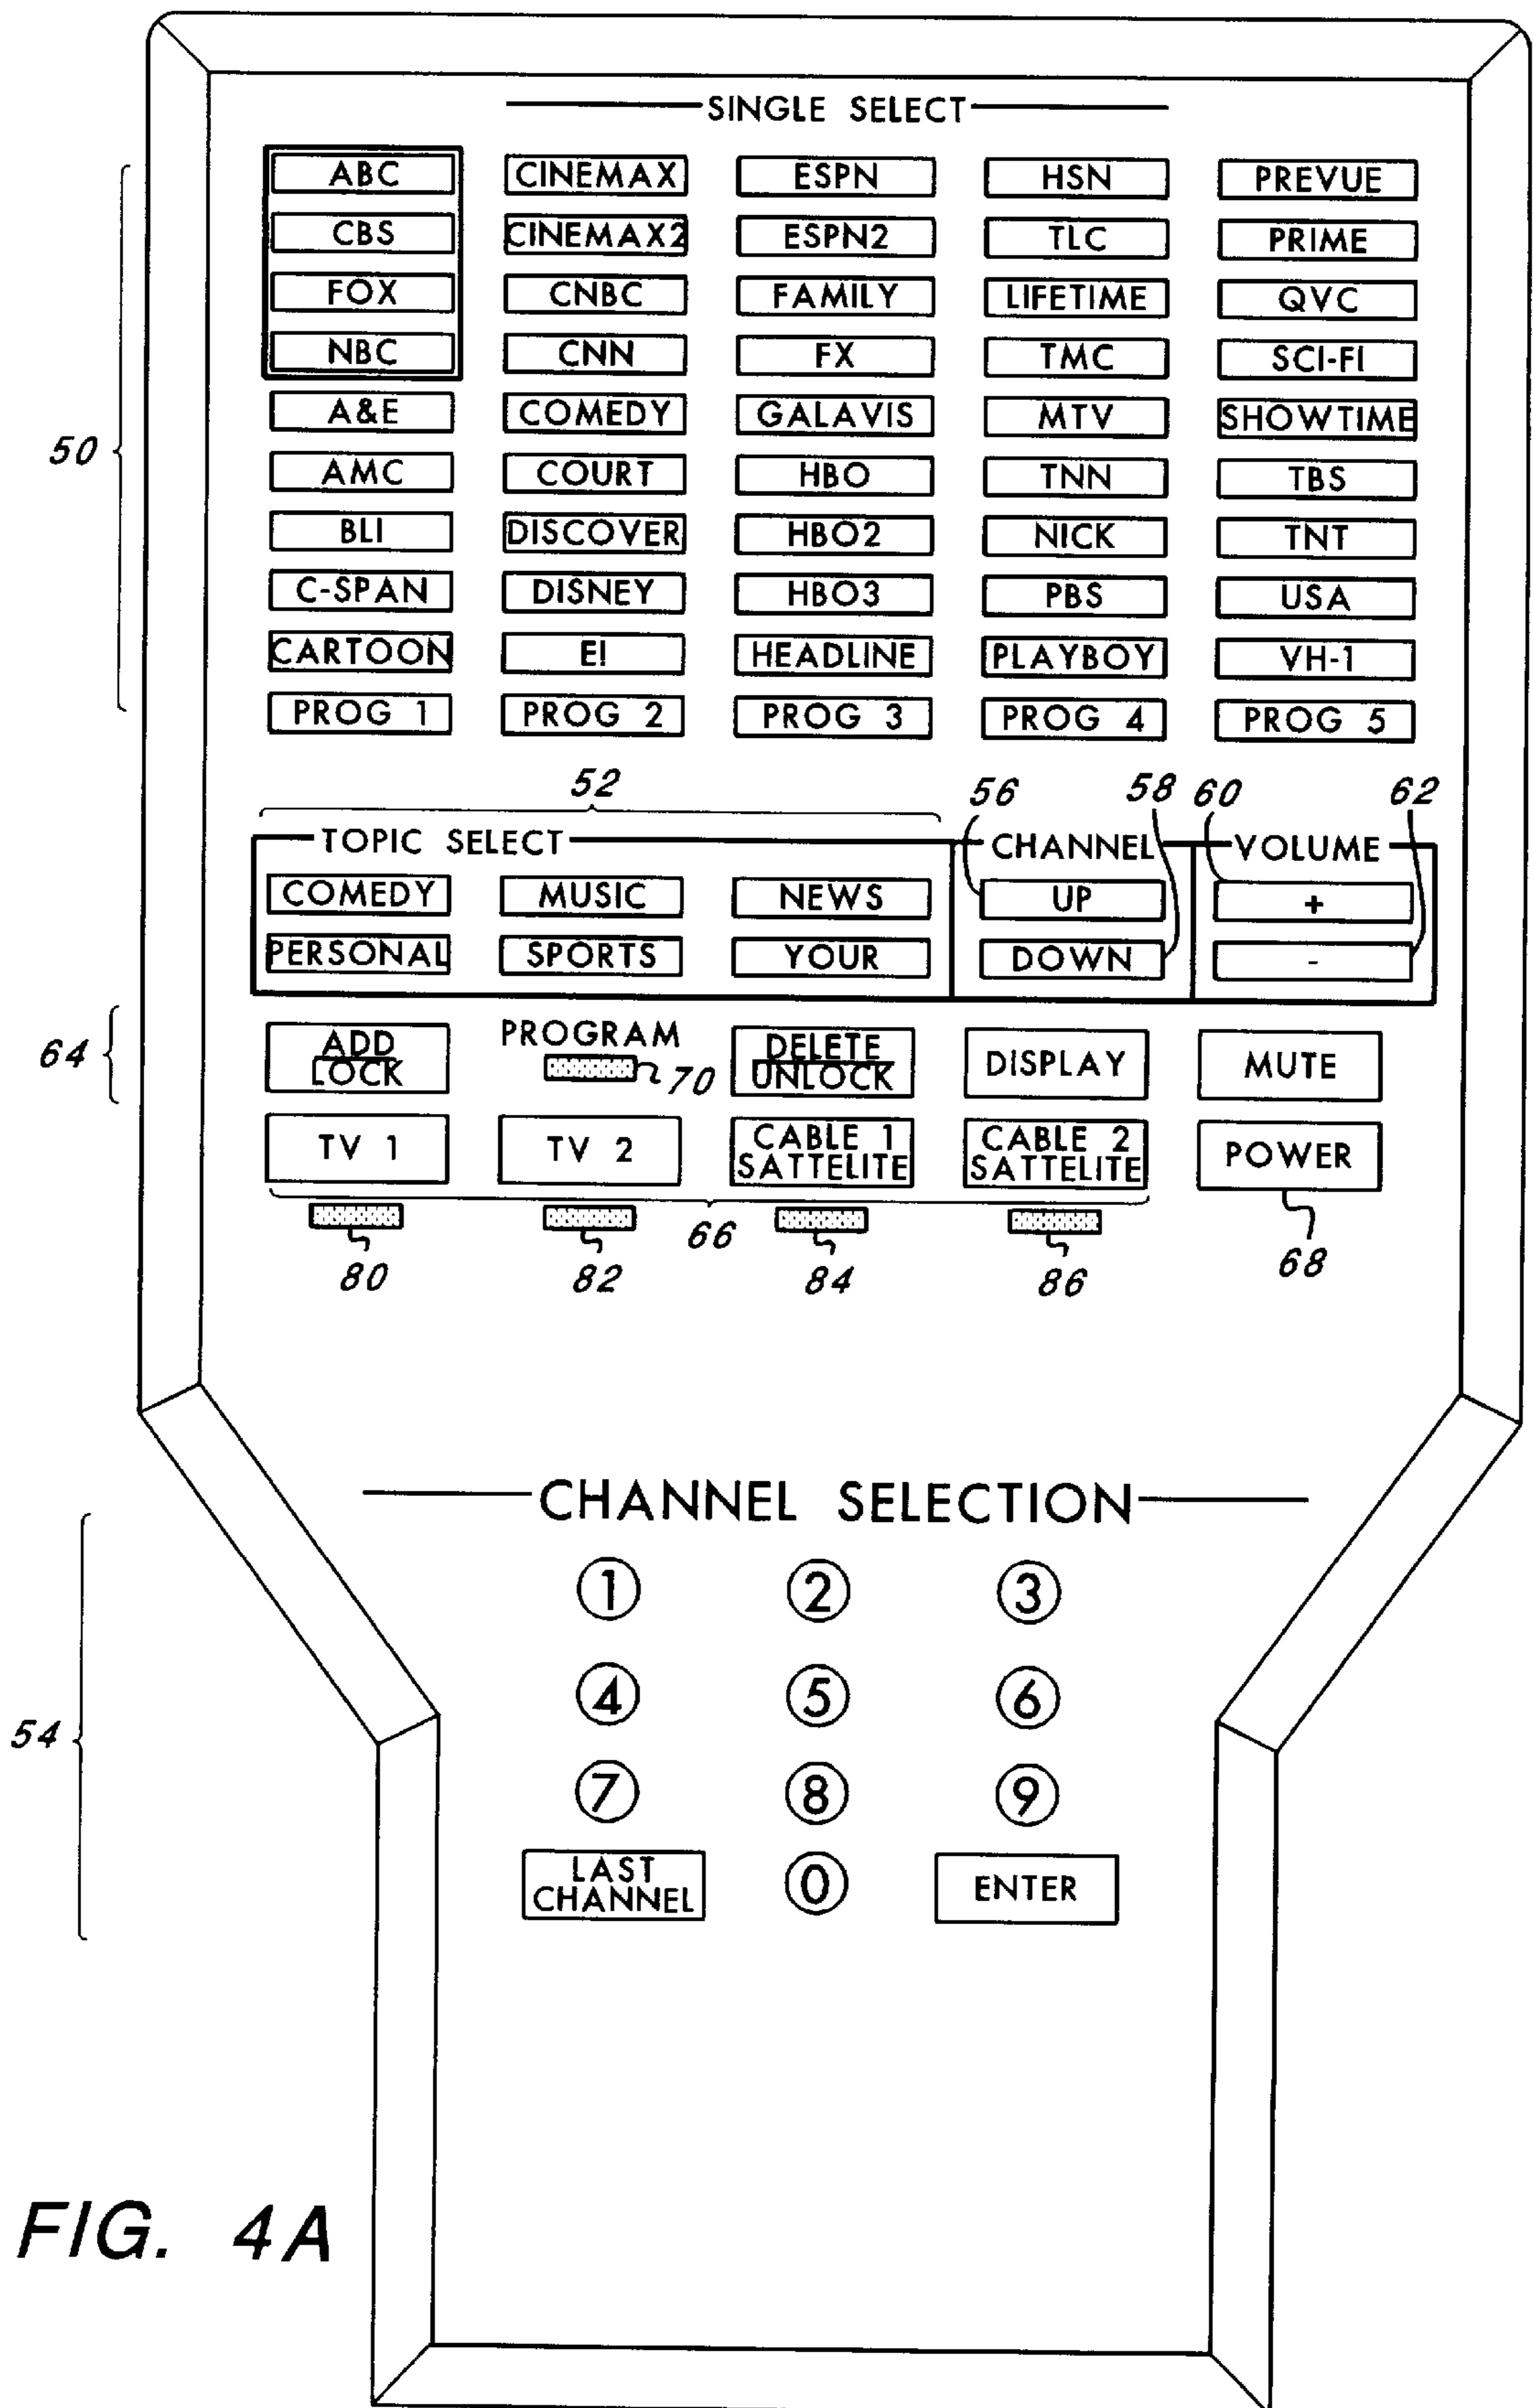 SINGLE SELECT
ABC CINEMAX ESPN HSN PREVUE
CBS CINEMAX2 ESPN2 TLC PRIME
FOX CNBC FAMILY LIFETIME QVC
NBC CNN FX TMC SCI-FI
A&E COMEDY GALAVIS MTV SHOWTIME
50
AMC COURT HBO TNN TBS
BLI DISCOVER HBO2 NICK TNT
C-SPAN DISNEY HBO3 PBS USA
CARTOON E! HEADLINE PLAYBOY VH-1
PROG 1 PROG 2 PROG 3 PROG 4 PROG 5
52 56 58 60 62
TOPIC SELECT CHANNEL VOLUME
COMEDY MUSIC NEWS UP +
PERSONAL SPORTS YOUR DOWN -
64
ADD
LOCK
PROGRAM
70
DELETE
UNLOCK
DISPLAY
MUTE
TV 1
TV 2
CABLE 1
SATTELITE
CABLE 2
SATTELITE
POWER
66
80 82 84 86 68
CHANNEL SELECTION
1 2 3
4 5 6
54
7 8 9
LAST
CHANNEL
0
ENTER
FIG. 4A